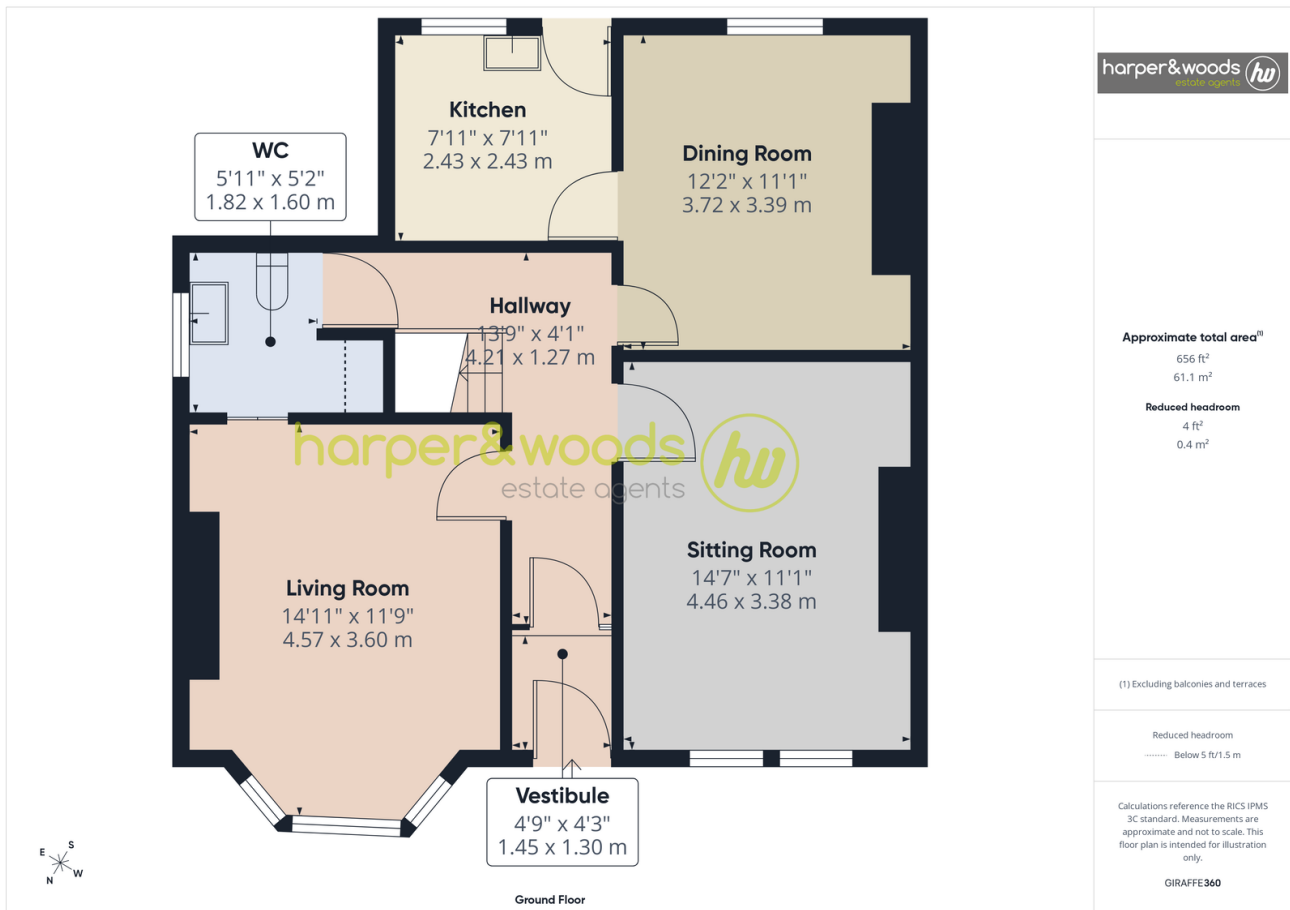 Kitchen
7'11" x 7'11"
2.43 x 2.43 m
WC
5'11" x 5'2"
1.82 x 1.60 m
Dining Room
12'2" x 11'1"
3.72 x 3.39 m
Hallway
13'9" x 4'1"
4.21 x 1.27 m
harper&woods
estate agents
hw
Living Room
14'11" x 11'9"
4.57 x 3.60 m
Sitting Room
14'7" x 11'1"
4.46 x 3.38 m
Vestibule
4'9" x 4'3"
1.45 x 1.30 m
E S
N W
Ground Floor
harper&woods
estate agents
hw
Approximate total area(1)
656 ft²
61.1 m²
Reduced headroom
4 ft²
0.4 m²
(1) Excluding balconies and terraces
Reduced headroom
Below 5 ft/1.5 m
Calculations reference the RICS IPMS
3C standard. Measurements are
approximate and not to scale. This
floor plan is intended for illustration
only.
GIRAFFE360